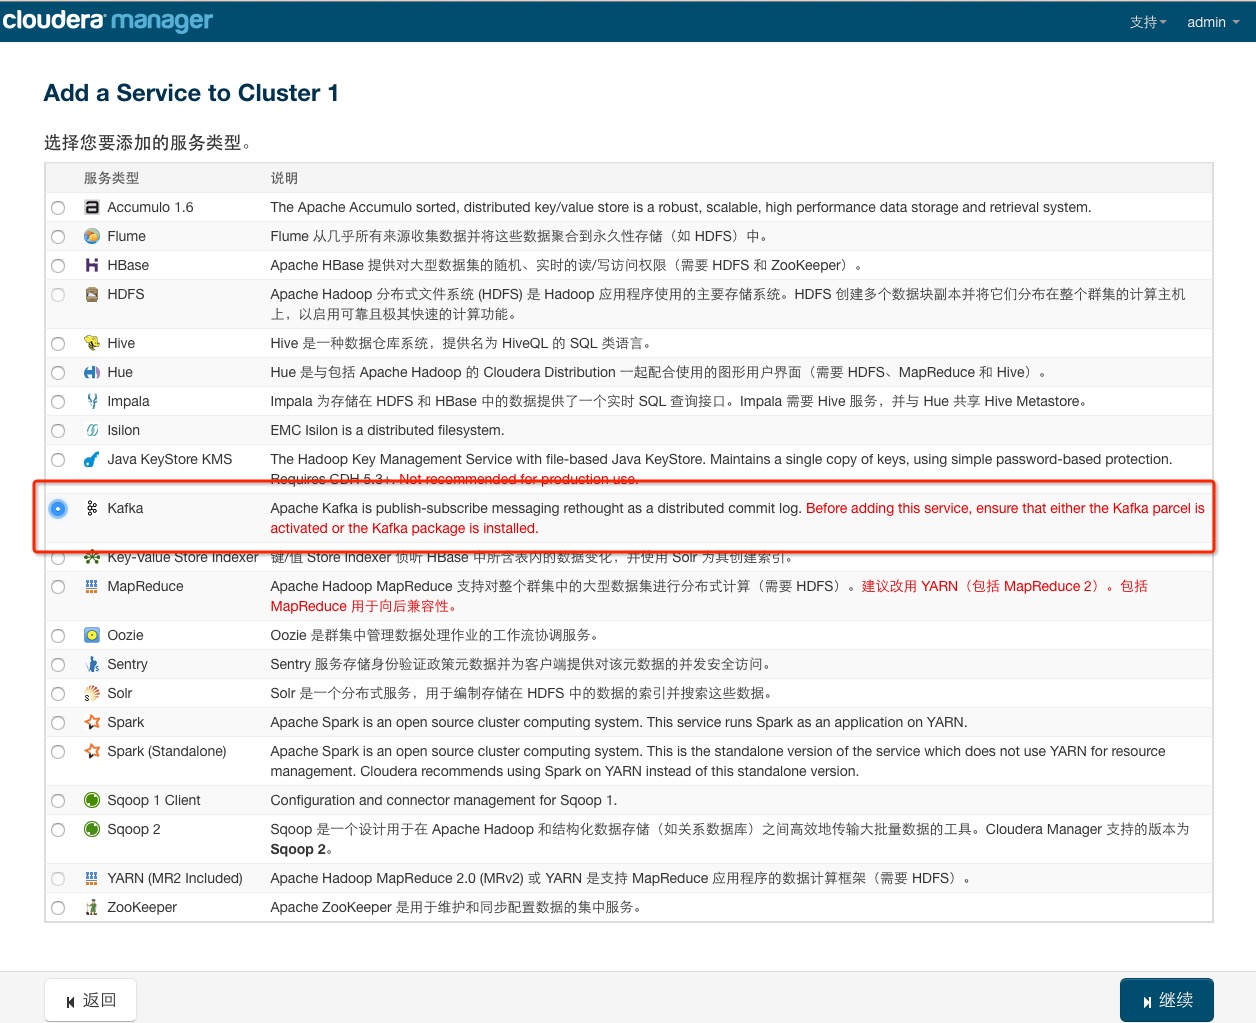 cloudera manager
支持
admin
Add a Service to Cluster 1
选择您要添加的服务类型。
服务类型 说明
Accumulo 1.6 The Apache Accumulo sorted, distributed key/value store is a robust, scalable, high performance data storage and retrieval system.
Flume Flume 从几乎所有来源收集数据并将这些数据聚合到永久性存储（如 HDFS）中。
HBase Apache HBase 提供对大型数据集的随机、实时的读/写访问权限（需要 HDFS 和 ZooKeeper）。
HDFS Apache Hadoop 分布式文件系统 (HDFS) 是 Hadoop 应用程序使用的主要存储系统。HDFS 创建多个数据块副本并将它们分布在整个群集的计算主机
上，以启用可靠且极其快速的计算功能。
Hive Hive 是一种数据仓库系统，提供名为 HiveQL 的 SQL 类语言。
Hue Hue 是与包括 Apache Hadoop 的 Cloudera Distribution 一起配合使用的图形用户界面（需要 HDFS、MapReduce 和 Hive）。
Impala Impala 为存储在 HDFS 和 HBase 中的数据提供了一个实时 SQL 查询接口。Impala 需要 Hive 服务，并与 Hue 共享 Hive Metastore。
Isilon EMC Isilon is a distributed filesystem.
Java KeyStore KMS The Hadoop Key Management Service with file-based Java KeyStore. Maintains a single copy of keys, using simple password-based protection.
Requires CDH 5.3+. Not recommended for production use.
Kafka Apache Kafka is publish-subscribe messaging rethought as a distributed commit log. Before adding this service, ensure that either the Kafka parcel is
activated or the Kafka package is installed.
Key-Value Store Indexer 键/值 Store Indexer 侦听 HBase 中所含表内的数据变化，并使用 Solr 为其创建索引。
MapReduce Apache Hadoop MapReduce 支持对整个群集中的大型数据集进行分布式计算（需要 HDFS）。建议改用 YARN（包括 MapReduce 2）。包括
MapReduce 用于向后兼容性。
Oozie Oozie 是群集中管理数据处理作业的工作流协调服务。
Sentry Sentry 服务存储身份验证政策元数据并为客户端提供对该元数据的并发安全访问。
Solr Solr 是一个分布式服务，用于编制存储在 HDFS 中的数据的索引并搜索这些数据。
Spark Apache Spark is an open source cluster computing system. This service runs Spark as an application on YARN.
Spark (Standalone) Apache Spark is an open source cluster computing system. This is the standalone version of the service which does not use YARN for resource
management. Cloudera recommends using Spark on YARN instead of this standalone version.
Sqoop 1 Client Configuration and connector management for Sqoop 1.
Sqoop 2 Sqoop 是一个设计用于在 Apache Hadoop 和结构化数据存储（如关系数据库）之间高效地传输大批量数据的工具。Cloudera Manager 支持的版本为
Sqoop 2。
YARN (MR2 Included) Apache Hadoop MapReduce 2.0 (MRv2) 或 YARN 是支持 MapReduce 应用程序的数据计算框架（需要 HDFS）。
ZooKeeper Apache ZooKeeper 是用于维护和同步配置数据的集中服务。
返回
继续